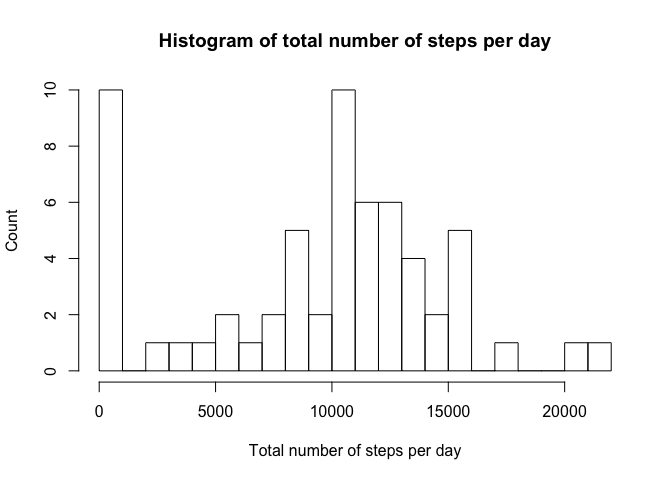 Histogram of total number of steps per day
Count
10
8
6
4
2
0
0 5000 10000 15000 20000
Total number of steps per day